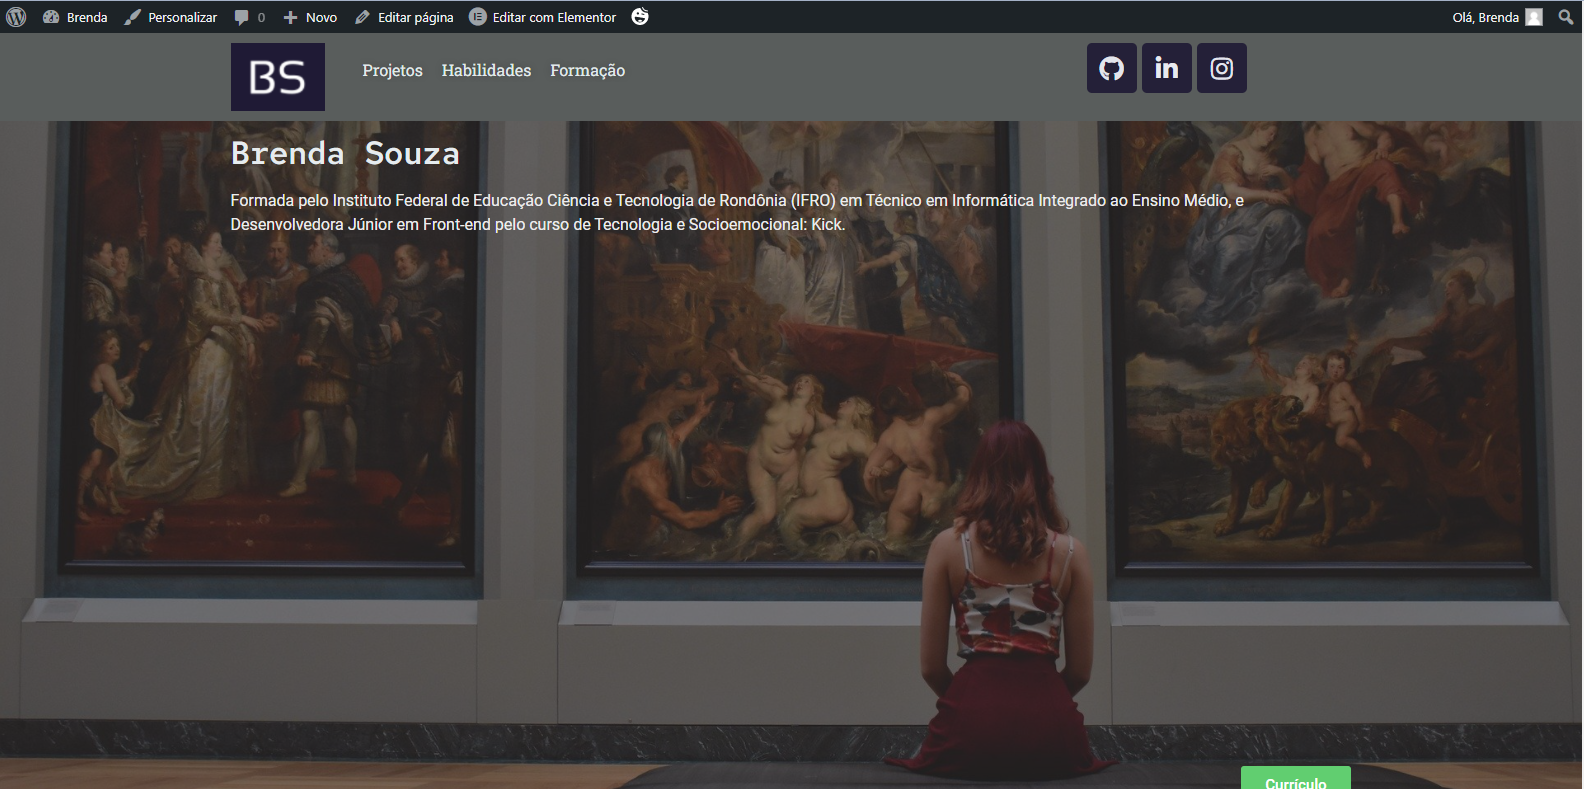 Brenda
Personalizar
0
Novo
Editar página
Editar com Elementor
Olá, Brenda
BS
Projetos
Habilidades
Formação
in
Brenda Souza
Formada pelo Instituto Federal de Educação Ciência e Tecnologia de Rondônia (IFRO) em Técnico em Informática Integrado ao Ensino Médio, e
Desenvolvedora Júnior em Front-end pelo curso de Tecnologia e Socioemocional: Kick.
Currículo